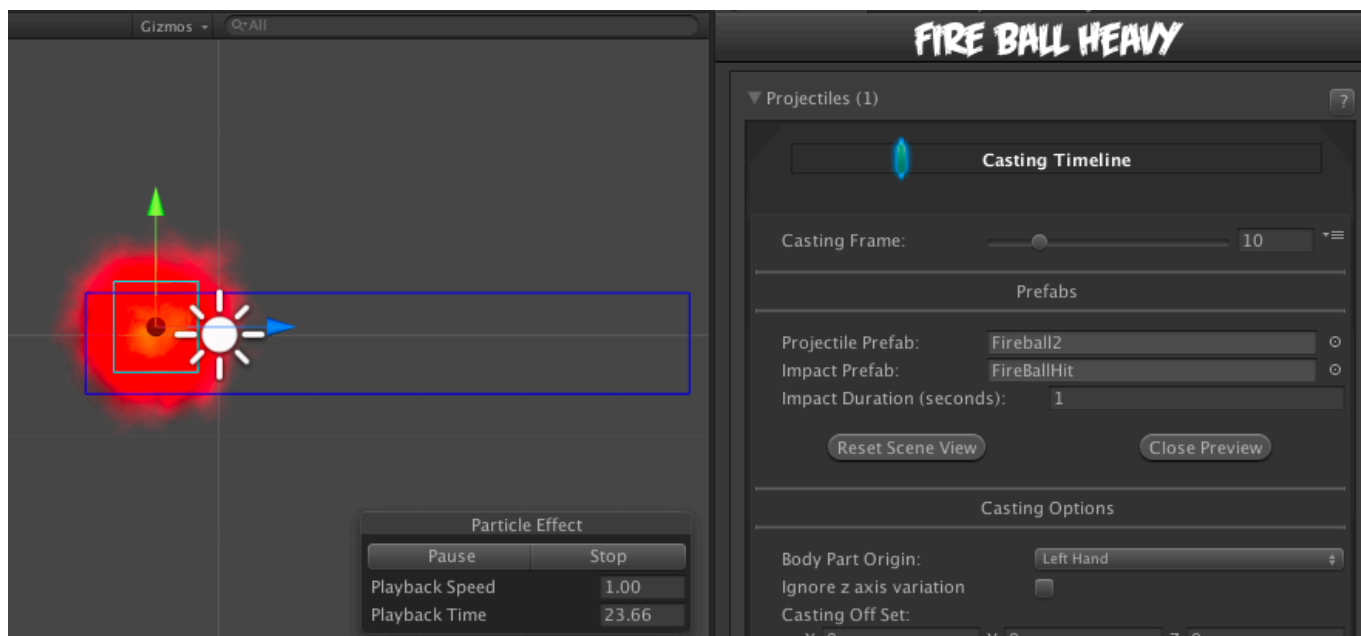 Gizmos
All
FIRE BALL HEAVY
Projectiles (1)
?
Casting Timeline
Casting Frame: 10
Prefabs
Projectile Prefab: Fireball2
Impact Prefab: FireBallHit
Impact Duration (seconds): 1
Reset Scene View Close Preview
Casting Options
Body Part Origin: Left Hand
Ignore z axis variation
Casting Off Set:
Particle Effect
Pause Stop
Playback Speed 1.00
Playback Time 23.66